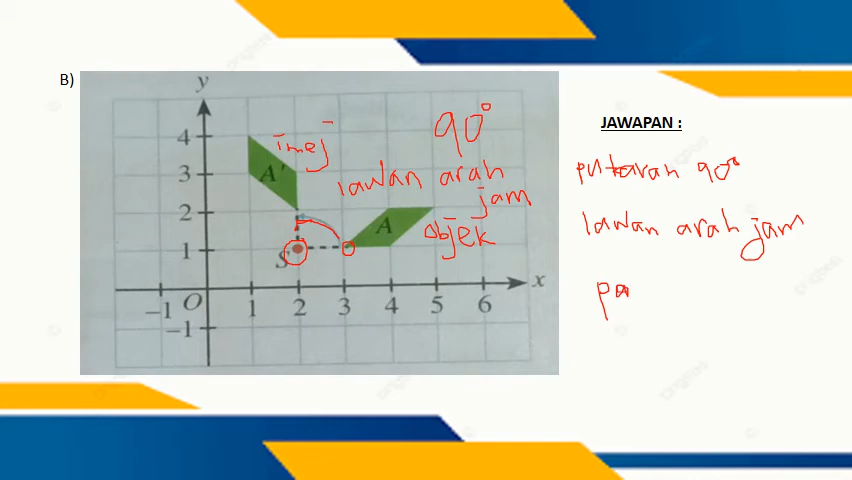 B)
y
4
3
2
1
-1
O
1
2
3
4
5
6
x
-1
A'
A
S
imej
90°
lawan arah
jam
objek
JAWAPAN :
putaran 90°
lawan arah jam
pa